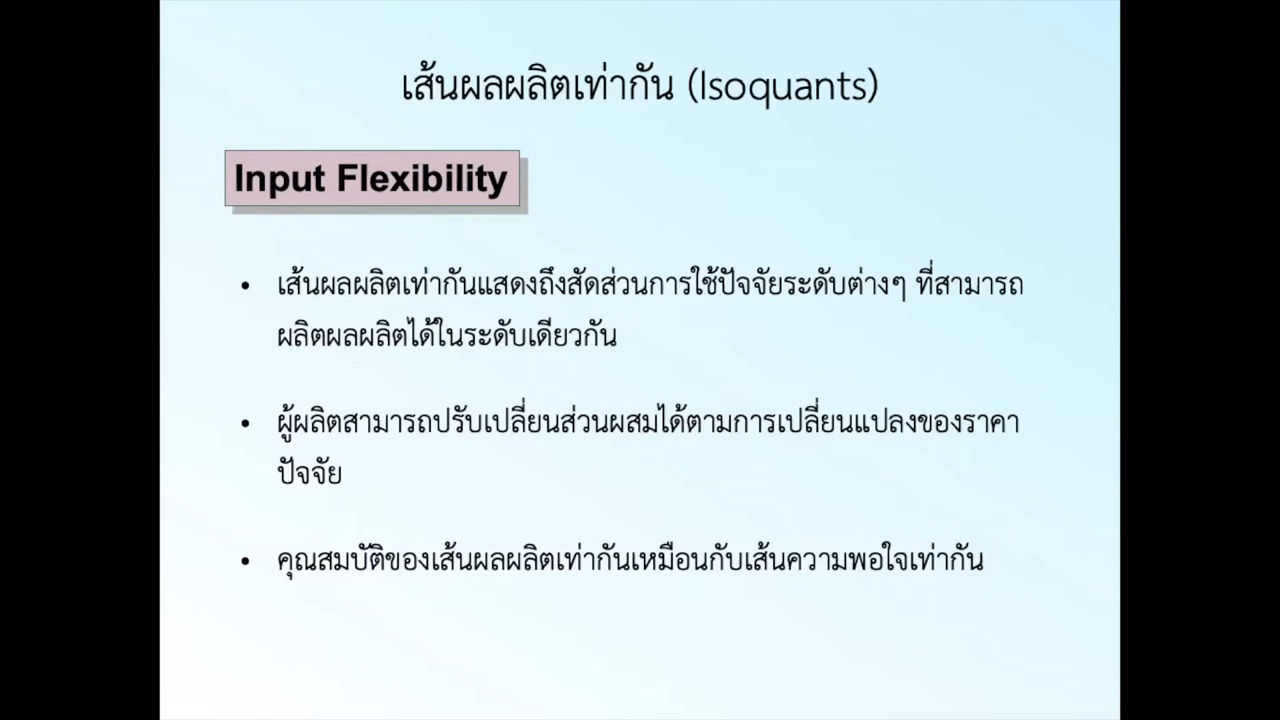 เส้นผลผลิตเท่ากัน (Isoquants)
Input Flexibility
• เส้นผลผลิตเท่ากันแสดงถึงสัดส่วนการใช้ปัจจัยระดับต่างๆ ที่สามารถ
ผลิตผลผลิตได้ในระดับเดียวกัน
• ผู้ผลิตสามารถปรับเปลี่ยนส่วนผสมได้ตามการเปลี่ยนแปลงของราคา
ปัจจัย
• คุณสมบัติของเส้นผลผลิตเท่ากันเหมือนกับเส้นความพอใจเท่ากัน